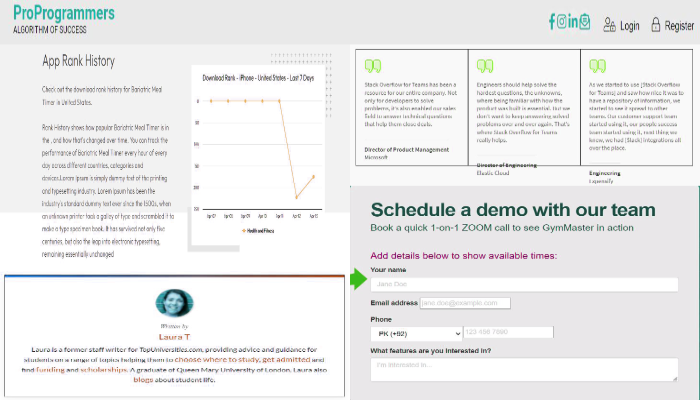 ProProgrammers
ALGORITHM OF SUCCESS
Login
Register
App Rank History
Check out the download rank history for Bariatric Meal
Timer in United States.
Rank History shows how popular Bariatric Meal Timer is in
the , and how that's changed over time. You can track the
performance of Bariatric Meal Timer every hour of every
day across different countries, categories and
devices.Lorem Ipsum is simply dummy text of the printing
and typesetting industry. Lorem Ipsum has been the
industry's standard dummy text ever since the 1500s, when
an unknown printer took a galley of type and scrambled it to
make a type specimen book. It has survived not only five
centuries, but also the leap into electronic typesetting,
remaining essentially unchanged
Download Rank - iPhone - United States - Last 7 Days
Health and Fitness
Stack Overflow for Teams has been a
resource for our entire company. Not
only for developers to solve
problems, it's also enabled our sales
field to answer technical questions
that help them close deals.
Director of Product Management
Microsoft
Engineers should help solve the
hardest questions, the unknowns,
where being familiar with how the
product was built is essential. But we
don't want to keep answering solved
problems over and over again. That's
where Stack Overflow for Teams
really helps.
Director of Engineering
Elastic Cloud
As we started to use [Stack Overflow for
Teams] and saw how nice it was to
have a repository of information, we
started to see it spread to other
teams. Our customer support team
started using it, our people success
team started using it, next thing we
knew, we had [Slack] integrations all
over the place.
Engineering
Expensify
Schedule a demo with our team
Book a quick 1-on-1 ZOOM call to see GymMaster in action
Add details below to show available times:
Your name
Jane Doe
Email address jane.doe@example.com
Phone
PK (+92) 123 456 7890
What features are you interested in?
I'm interested in...
Written by
Laura T
Laura is a former staff writer for TopUniversities.com, providing advice and guidance for
students on a range of topics helping them to choose where to study, get admitted and
find funding and scholarships. A graduate of Queen Mary University of London, Laura also
blogs about student life.